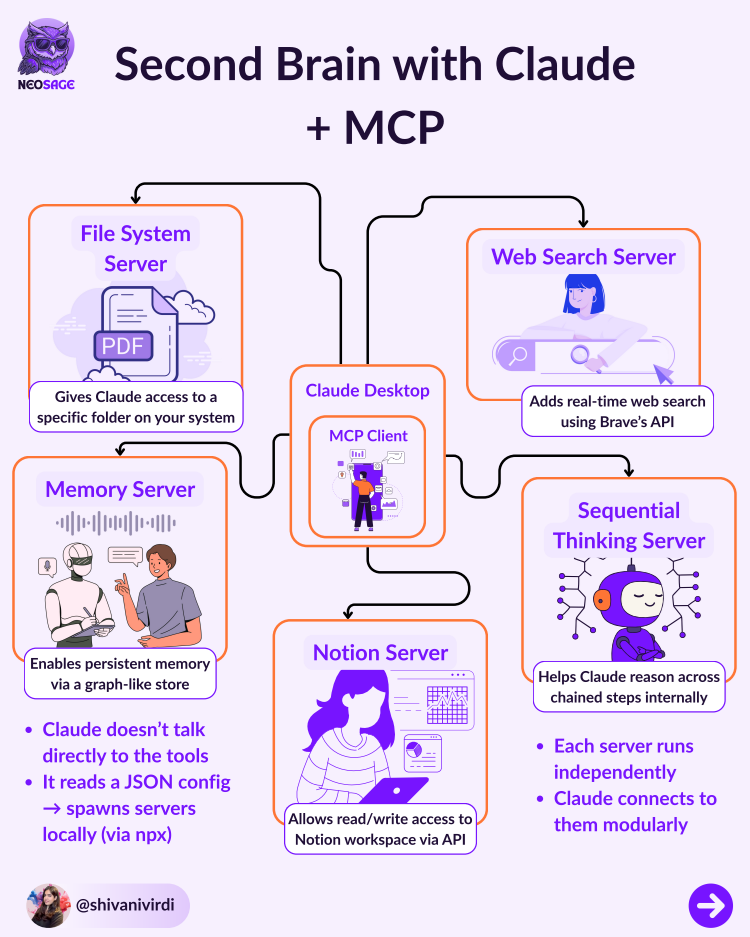 NEOSAGE
Second Brain with Claude
+ MCP
File System
Server
PDF
Gives Claude access to a
specific folder on your system
Web Search Server
Adds real-time web search
using Brave's API
Claude Desktop
MCP Client
Memory Server
Enables persistent memory
via a graph-like store
Sequential
Thinking Server
Helps Claude reason across
chained steps internally
Notion Server
Allows read/write access to
Notion workspace via API
• Claude doesn't talk
directly to the tools
• It reads a JSON config
→ spawns servers
locally (via npx)
• Each server runs
independently
• Claude connects to
them modularly
@shivanivirdi